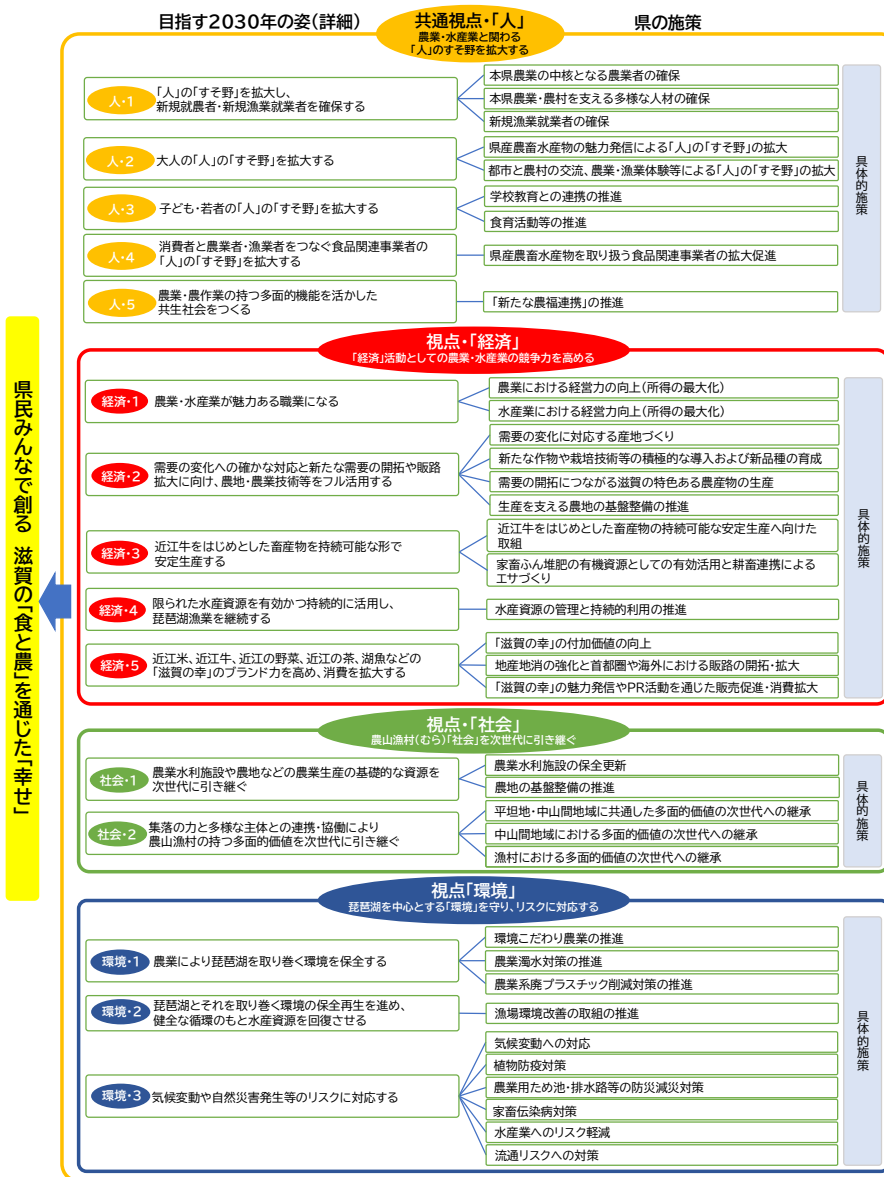 目指す2030年の姿(詳細)
共通視点・「人」
農業・水産業と関わる
「人」のすそ野を拡大する
県の施策
人・1
「人」の「すそ野」を拡大し、
新規就農者・新規漁業就業者を確保する
本県農業の中核となる農業者の確保
本県農業・農村を支える多様な人材の確保
新規漁業就業者の確保
人・2
大人の「人」の「すそ野」を拡大する
県産農畜水産物の魅力発信による「人」の「すそ野」の拡大
都市と農村の交流、農業・漁業体験等による「人」の「すそ野」の拡大
人・3
子ども・若者の「人」の「すそ野」を拡大する
学校教育との連携の推進
食育活動等の推進
人・4
消費者と農業者・漁業者をつなぐ食品関連事業者の
「人」の「すそ野」を拡大する
県産農畜水産物を取り扱う食品関連事業者の拡大促進
人・5
農業・農作業の持つ多面的機能を活かした
共生社会をつくる
「新たな農福連携」の推進
具体的施策
県民みんなで創る 滋賀の「食と農」を通じた「幸せ」
視点・「経済」
「経済」活動としての農業・水産業の競争力を高める
経済・1
農業・水産業が魅力ある職業になる
農業における経営力の向上(所得の最大化)
水産業における経営力向上(所得の最大化)
経済・2
需要の変化への確かな対応と新たな需要の開拓や販路
拡大に向け、農地・農業技術等をフル活用する
需要の変化に対応する産地づくり
新たな作物や栽培技術等の積極的な導入および新品種の育成
需要の開拓につながる滋賀の特色ある農産物の生産
生産を支える農地の基盤整備の推進
経済・3
近江牛をはじめとした畜産物を持続可能な形で
安定生産する
近江牛をはじめとした畜産物の持続可能な安定生産へ向けた
取組
家畜ふん堆肥の有機資源としての有効活用と耕畜連携による
エサづくり
経済・4
限られた水産資源を有効かつ持続的に活用し、
琵琶湖漁業を継続する
水産資源の管理と持続的利用の推進
経済・5
近江米、近江牛、近江の野菜、近江の茶、湖魚などの
「滋賀の幸」のブランド力を高め、消費を拡大する
「滋賀の幸」の付加価値の向上
地産地消の強化と首都圏や海外における販路の開拓・拡大
「滋賀の幸」の魅力発信やPR活動を通じた販売促進・消費拡大
具体的施策
視点・「社会」
農山漁村(むら)「社会」を次世代に引き継ぐ
社会・1
農業水利施設や農地などの農業生産の基礎的な資源を
次世代に引き継ぐ
農業水利施設の保全更新
農地の基盤整備の推進
社会・2
集落の力と多様な主体との連携・協働により
農山漁村の持つ多面的価値を次世代に引き継ぐ
平坦地・中山間地域に共通した多面的価値の次世代への継承
中山間地域における多面的価値の次世代への継承
漁村における多面的価値の次世代への継承
具体的施策
視点「環境」
琵琶湖を中心とする「環境」を守り、リスクに対応する
環境・1
農業により琵琶湖を取り巻く環境を保全する
環境こだわり農業の推進
農業濁水対策の推進
農業系廃プラスチック削減対策の推進
環境・2
琵琶湖とそれを取り巻く環境の保全再生を進め、
健全な循環のもと水産資源を回復させる
漁場環境改善の取組の推進
環境・3
気候変動や自然災害発生等のリスクに対応する
気候変動への対応
植物防疫対策
農業用ため池・排水路等の防災減災対策
家畜伝染病対策
水産業へのリスク軽減
流通リスクへの対策
具体的施策